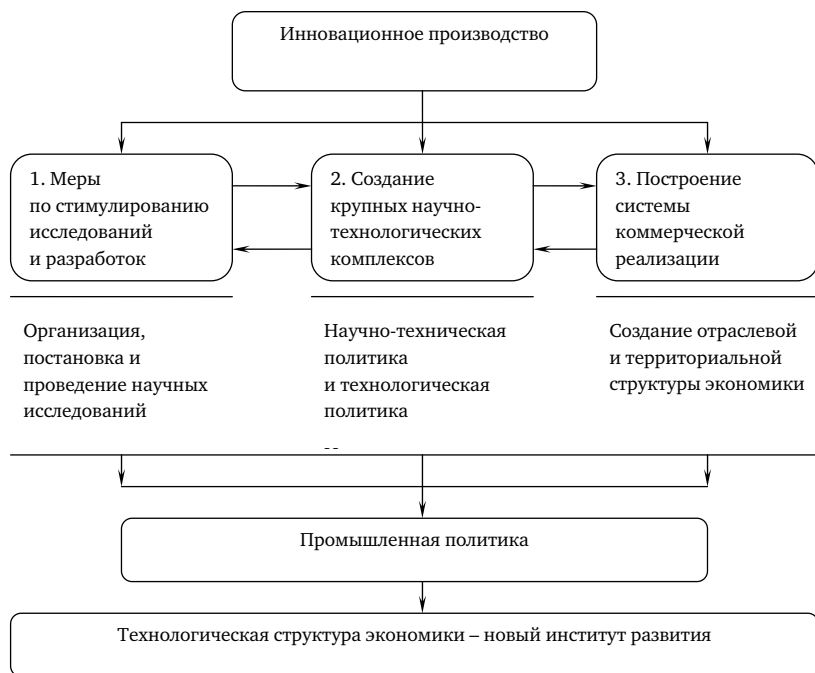 Инновационное производство
1. Меры
по стимулированию
исследований
и разработок
2. Создание
крупных научно-
технологических
комплексов
3. Построение
системы
коммерческой
реализации
Организация,
постановка и
проведение научных
исследований
Научно-техническая
политика
и технологическая
политика
Создание отраслевой
и территориальной
структуры экономики
Промышленная политика
Технологическая структура экономики – новый институт развития